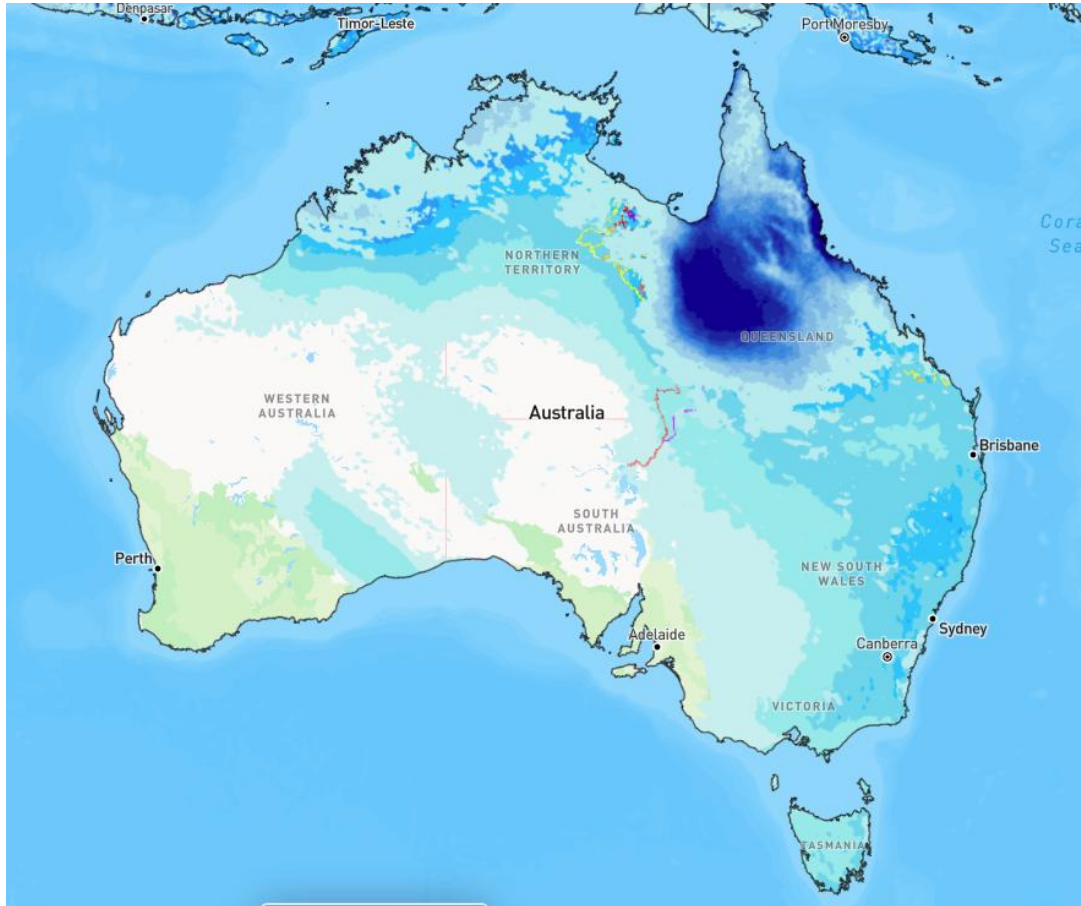 Denpasar
Timor-Leste
Port Moresby
Coral
Sea
NORTHERN
TERRITORY
QUEENSLAND
WESTERN
AUSTRALIA
Australia
Brisbane
SOUTH
AUSTRALIA
Perth
NEW SOUTH
WALES
Sydney
Adelaide
Canberra
VICTORIA
TASMANIA